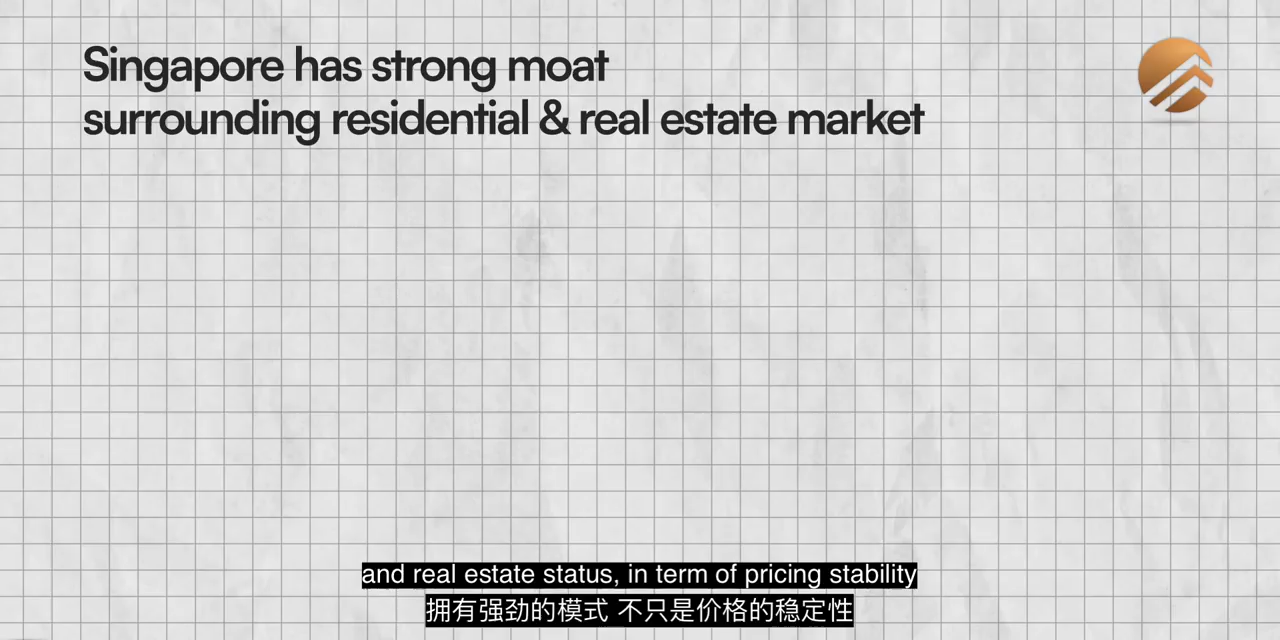 Singapore has strong moat
surrounding residential & real estate market
and real estate status, in term of pricing stability
拥有强劲的模式 不只是价格的稳定性